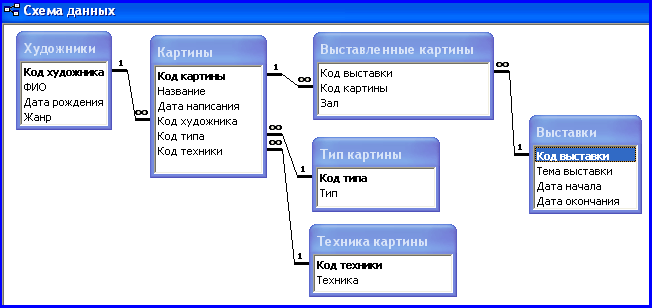 Схема данных
Художники
Код художника
ФИО
Дата рождения
Жанр
1
∞
Картины
Код картины
Название
Дата написания
Код художника
Код типа
Код техники
1
∞
Выставленные картины
Код выставки
Код картины
Зал
∞
1
Выставки
Код выставки
Тема выставки
Дата начала
Дата окончания
∞
1
Тип картины
Код типа
Тип
∞
1
Техника картины
Код техники
Техника